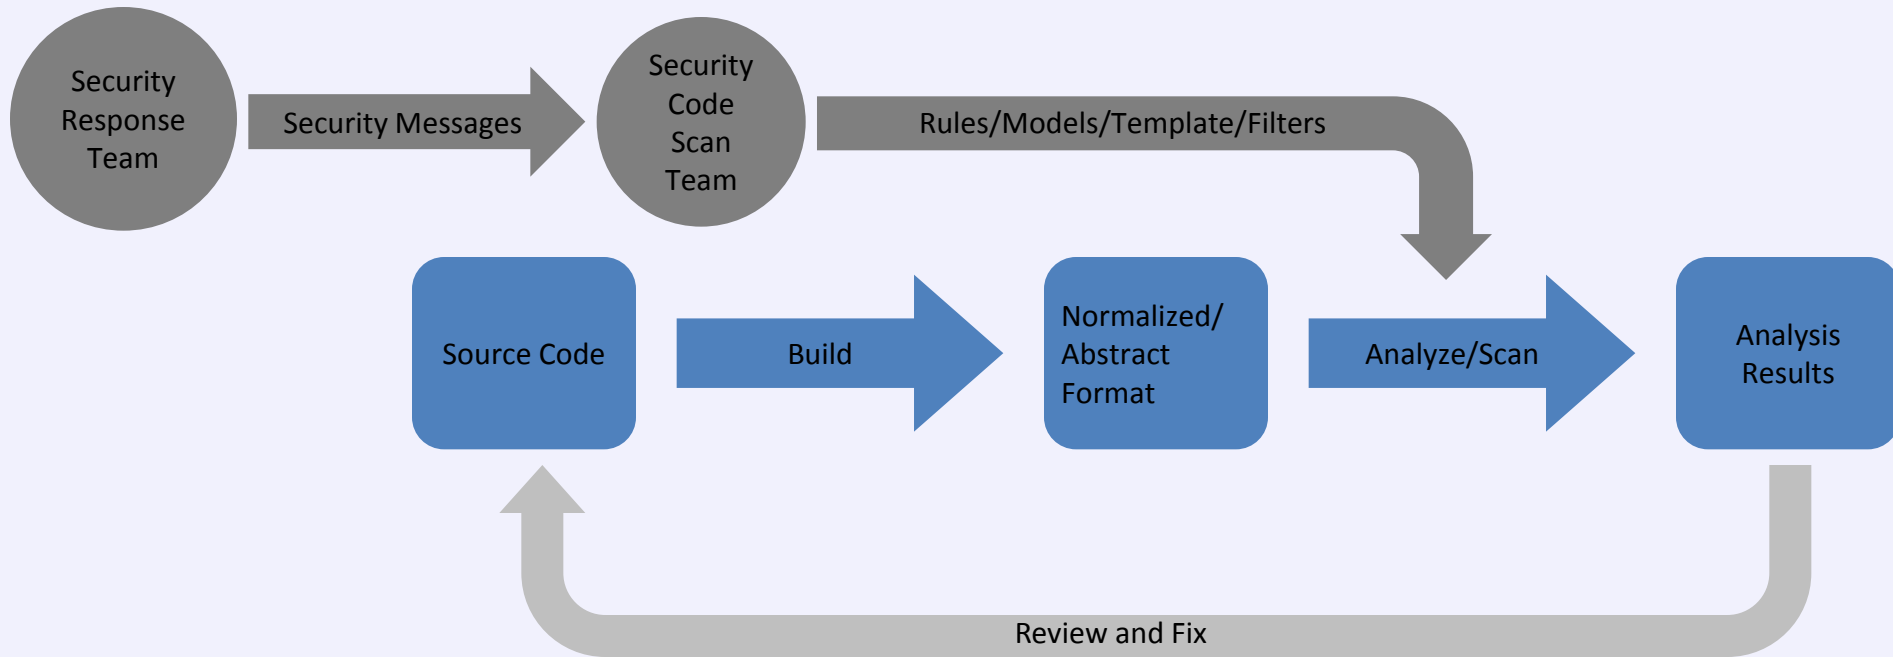 Security
Response
Team
Security Messages
Security
Code
Scan
Team
Rules/Models/Template/Filters
Source Code
Build
Normalized/
Abstract
Format
Analyze/Scan
Analysis
Results
Review and Fix